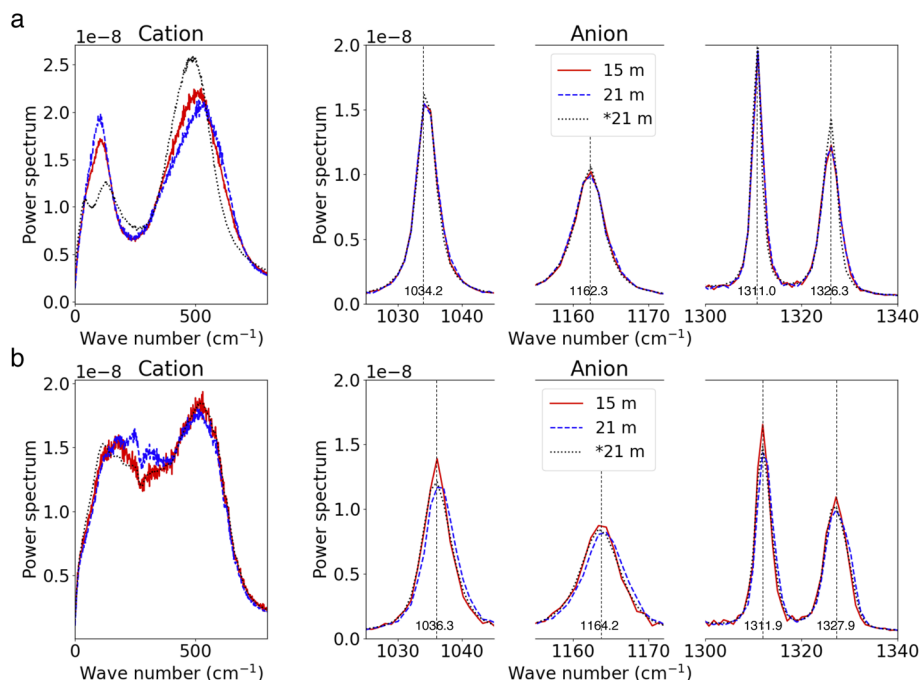 a
1e−8 Cation
Power spectrum
2.5
2.0
1.5
1.0
0.5
0.0
0 500
Wave number (cm⁻¹)
1e−8 Anion
Power spectrum
2.0
1.5
1.0
0.5
0.0
15 m
21 m
*21 m
1034.2 1162.3 1311.0 1326.3
1030 1040 1160 1170 1300 1320 1340
Wave number (cm⁻¹)
b
1e−8 Cation
Power spectrum
2.0
1.5
1.0
0.5
0 500
Wave number (cm⁻¹)
1e−8 Anion
Power spectrum
2.0
1.5
1.0
0.5
0.0
15 m
21 m
*21 m
1036.3 1164.2 1311.9 1327.9
1030 1040 1160 1170 1300 1320 1340
Wave number (cm⁻¹)